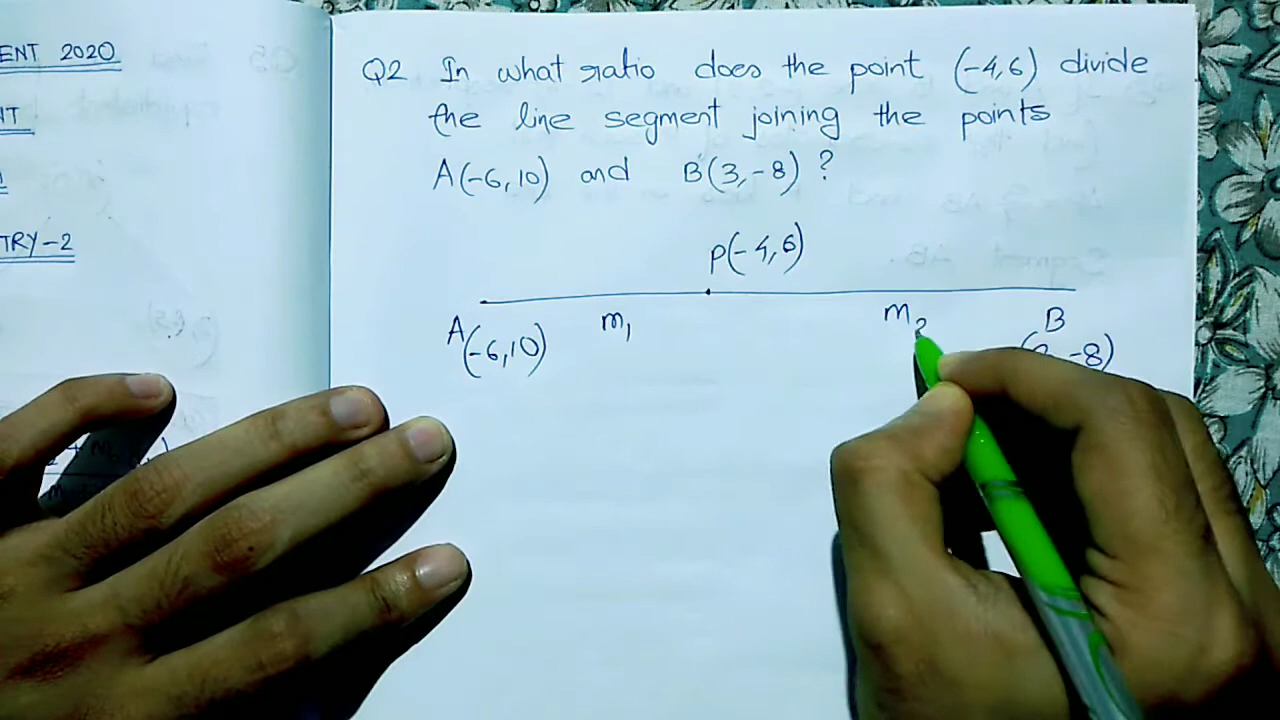 ENT 2020
TRY-2
Q2 In what ratio does the point (-4,6) divide
the line segment joining the points
A(-6,10) and B(3,-8) ?
P(-4,6)
A(-6,10) m₁ m₂ B
-8)